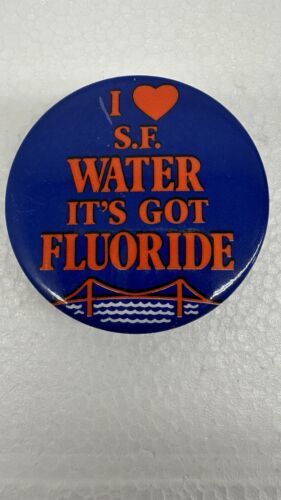 I ❤
S.F.
WATER
IT'S GOT
FLUORIDE